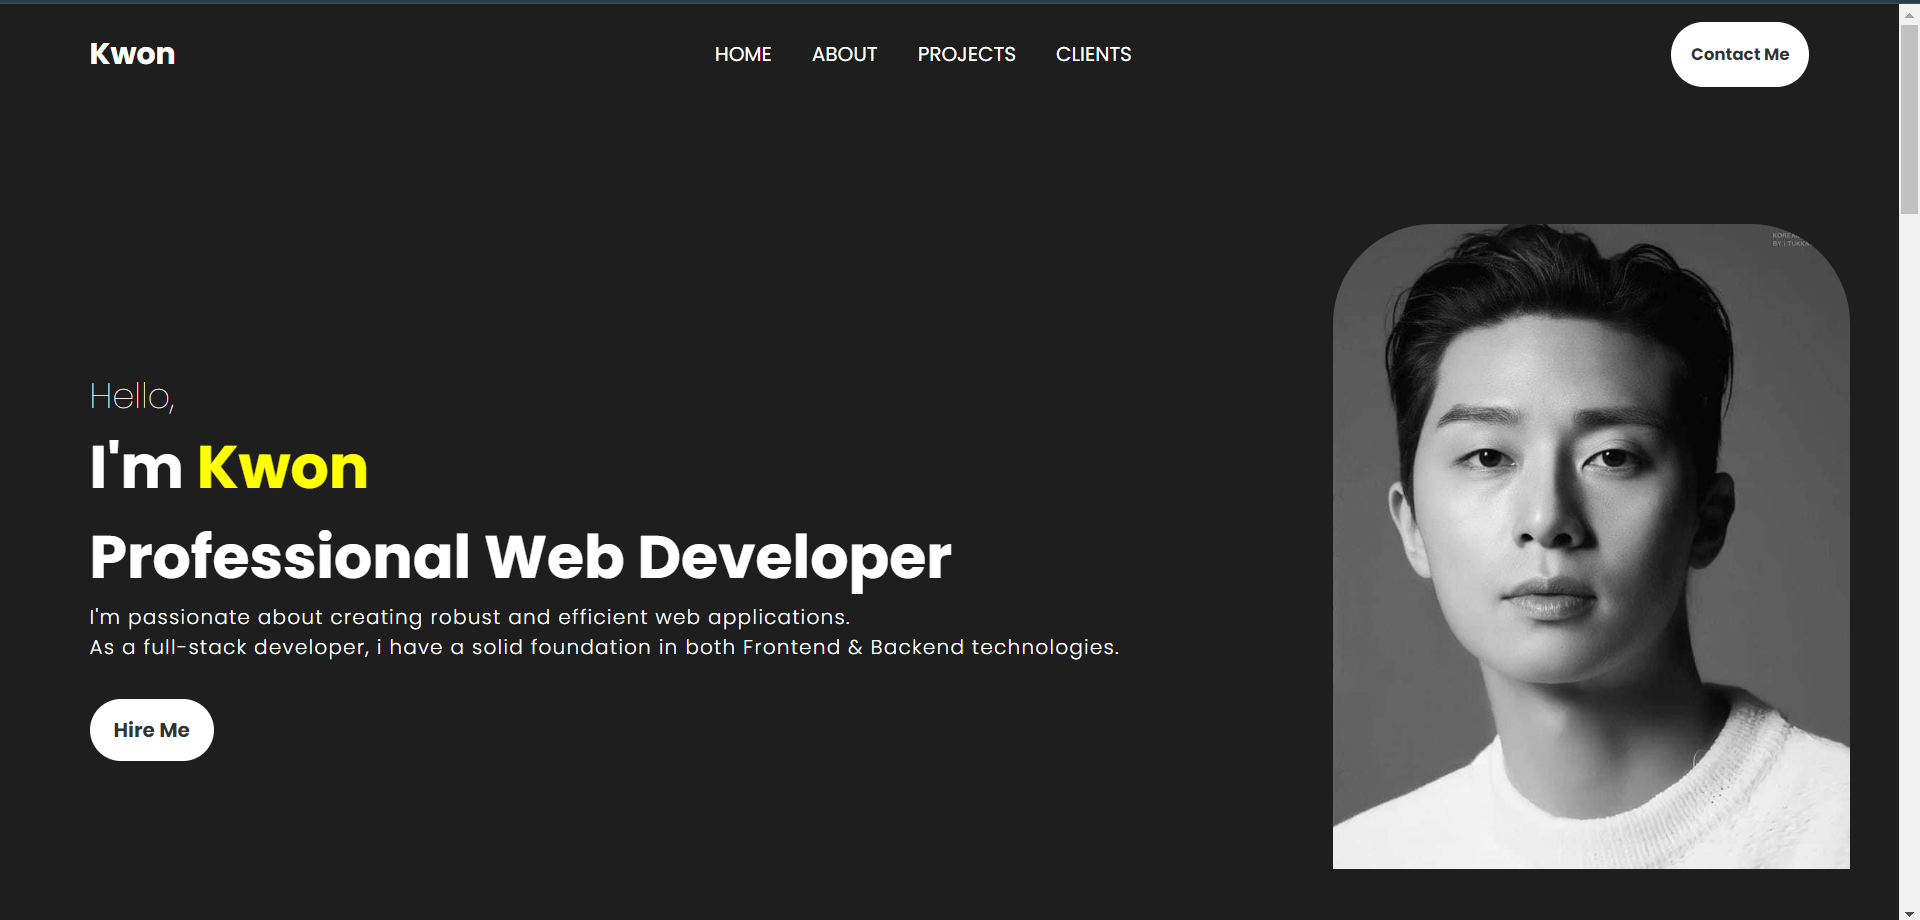 Kwon
HOME ABOUT PROJECTS CLIENTS
Contact Me
Hello,
I'm Kwon
Professional Web Developer
I'm passionate about creating robust and efficient web applications.
As a full-stack developer, i have a solid foundation in both Frontend & Backend technologies.
Hire Me
BY